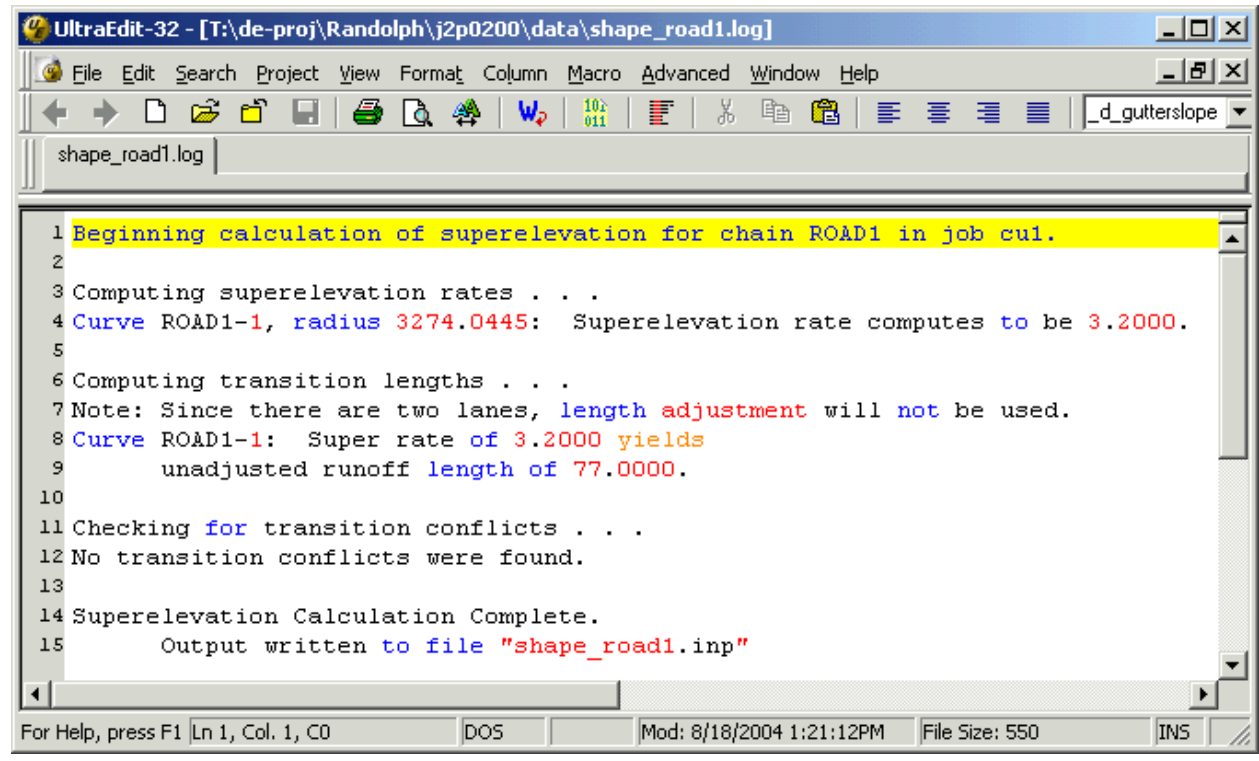 UltraEdit-32 - [T:\de-proj\Randolph\j2p0200\data\shape_road1.log]
File Edit Search Project View Format Column Macro Advanced Window Help
_d_gutterslope
shape_road1.log
1 Beginning calculation of superelevation for chain ROAD1 in job cu1.
2
3 Computing superelevation rates . . .
4 Curve ROAD1-1, radius 3274.0445:  Superelevation rate computes to be 3.2000.
5
6 Computing transition lengths . . .
7 Note: Since there are two lanes, length adjustment will not be used.
8 Curve ROAD1-1:  Super rate of 3.2000 yields
9       unadjusted runoff length of 77.0000.
10
11 Checking for transition conflicts . . .
12 No transition conflicts were found.
13
14 Superelevation Calculation Complete.
15       Output written to file "shape_road1.inp"
For Help, press F1 Ln 1, Col. 1, C0 DOS Mod: 8/18/2004 1:21:12PM File Size: 550 INS